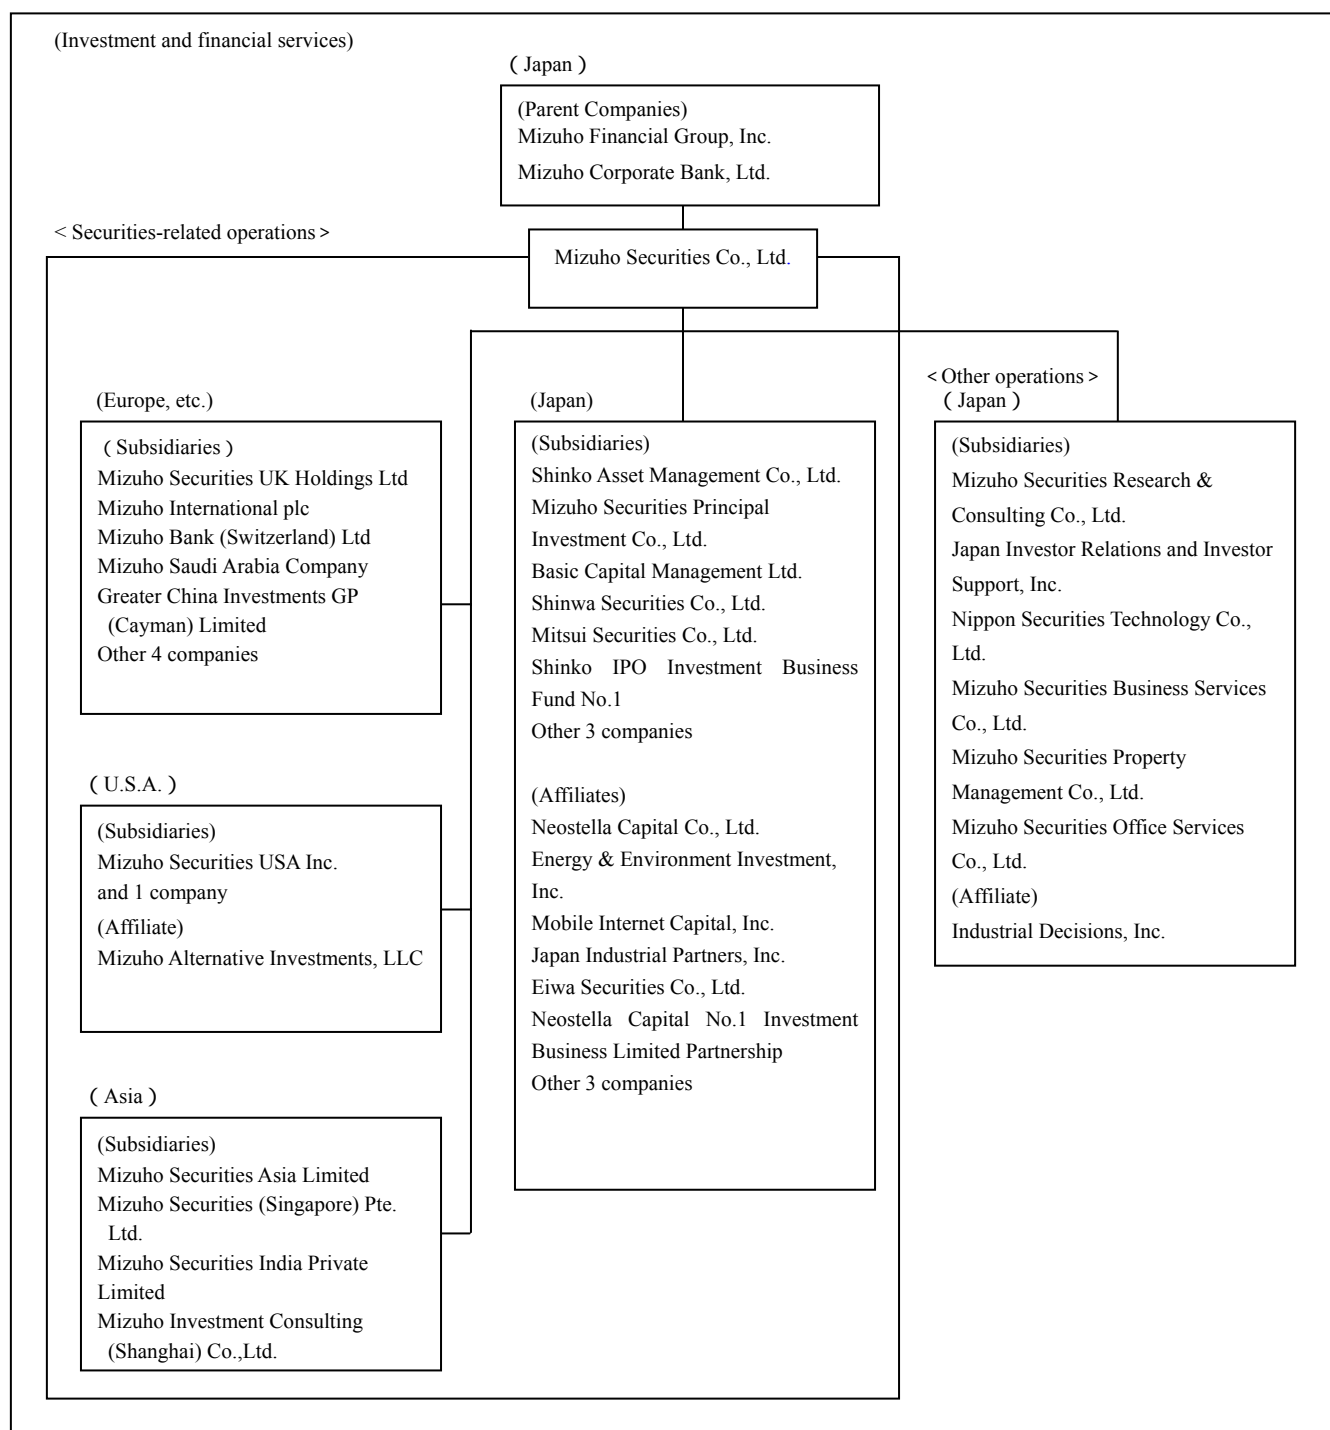 (Investment and financial services)
( Japan )
(Parent Companies)
Mizuho Financial Group, Inc.
Mizuho Corporate Bank, Ltd.
< Securities-related operations >
Mizuho Securities Co., Ltd.
(Europe, etc.)
( Subsidiaries )
Mizuho Securities UK Holdings Ltd
Mizuho International plc
Mizuho Bank (Switzerland) Ltd
Mizuho Saudi Arabia Company
Greater China Investments GP
(Cayman) Limited
Other 4 companies
( U.S.A. )
(Subsidiaries)
Mizuho Securities USA Inc.
and 1 company
(Affiliate)
Mizuho Alternative Investments, LLC
( Asia )
(Subsidiaries)
Mizuho Securities Asia Limited
Mizuho Securities (Singapore) Pte.
Ltd.
Mizuho Securities India Private
Limited
Mizuho Investment Consulting
(Shanghai) Co.,Ltd.
(Japan)
(Subsidiaries)
Shinko Asset Management Co., Ltd.
Mizuho Securities Principal
Investment Co., Ltd.
Basic Capital Management Ltd.
Shinwa Securities Co., Ltd.
Mitsui Securities Co., Ltd.
Shinko IPO Investment Business
Fund No.1
Other 3 companies
(Affiliates)
Neostella Capital Co., Ltd.
Energy & Environment Investment,
Inc.
Mobile Internet Capital, Inc.
Japan Industrial Partners, Inc.
Eiwa Securities Co., Ltd.
Neostella Capital No.1 Investment
Business Limited Partnership
Other 3 companies
< Other operations >
( Japan )
(Subsidiaries)
Mizuho Securities Research &
Consulting Co., Ltd.
Japan Investor Relations and Investor
Support, Inc.
Nippon Securities Technology Co.,
Ltd.
Mizuho Securities Business Services
Co., Ltd.
Mizuho Securities Property
Management Co., Ltd.
Mizuho Securities Office Services
Co., Ltd.
(Affiliate)
Industrial Decisions, Inc.